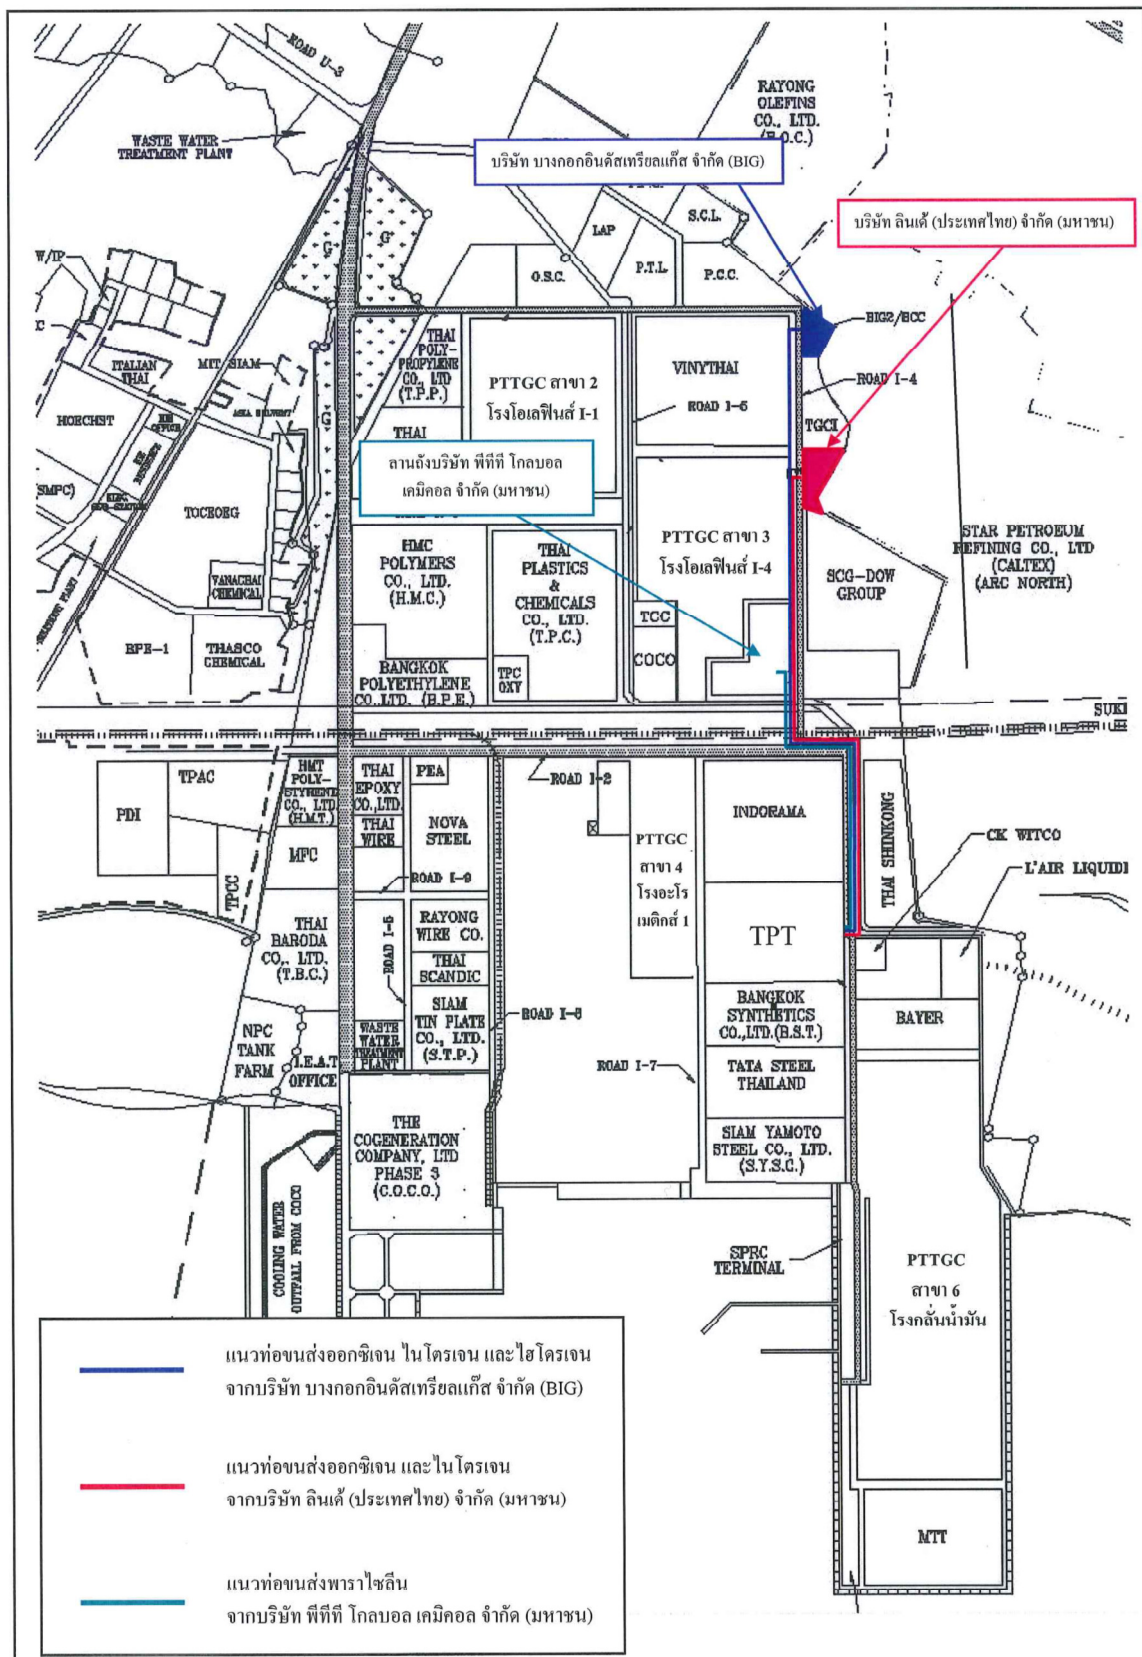 ROAD U-3
WASTE WATER
TREATMENT PLANT
RAYONG
OLEFINS
CO., LTD.
(R.O.C.)
บริษัท บางกอกอินดัสเทรียลแก๊ส จำกัด (BIG)
บริษัท ลินเด้ (ประเทศไทย) จำกัด (มหาชน)
S.C.L.
LAP
P.T.L.
P.C.C.
O.S.C.
G
G
G
W/IP
ITALIAN
THAI
MIT. SIAM
HOECHST
ASIA SOLVENT
(SMPC)
TOCEOEG
VANACHAI
CHEMICAL
BPE-1
THASCO
CHEMICAL
THAI
POLY-
PROPYLENE
CO., LTD
(T.P.P.)
THAI
PTTGC สาขา 2
โรงโอเลฟินส์ I-1
VINYTHAI
ROAD I-5
BIG2/BCC
ROAD I-4
TGCI
ลานถังบริษัท พีทีที โกลบอล
เคมิคอล จำกัด (มหาชน)
PTTGC สาขา 3
โรงโอเลฟินส์ I-4
HMC
POLYMERS
CO., LTD.
(H.M.C.)
THAI
PLASTICS
&
CHEMICALS
CO., LTD.
(T.P.C.)
TPC
OXY
BANGKOK
POLYETHYLENE
CO.,LTD. (B.P.E.)
TGC
COCO
SCG-DOW
GROUP
STAR PETROEUM
REFINING CO., LTD
(CALTEX)
(ARC NORTH)
SUKI
ROAD I-2
TPAC
PDI
HMT
POLY-
STYRENE
CO., LTD
(H.M.T.)
THAI
EPOXY
CO.,LTD.
THAI
WIRE
PEA
NOVA
STEEL
MFC
TPCC
ROAD I-9
THAI
BARODA
CO., LTD.
(T.B.C.)
ROAD I-5
RAYONG
WIRE CO.
THAI
SCANDIC
SIAM
TIN PLATE
CO., LTD.
(S.T.P.)
WASTE
WATER
TREATMENT
PLANT
NPC
TANK
FARM
I.E.A.T
OFFICE
ROAD I-5
PTTGC
สาขา 4
โรงอะโร
เมติกส์ 1
INDORAMA
TPT
THAI SHINKONG
CK WITCO
L'AIR LIQUIDE
BAYER
BANGKOK
SYNTHETICS
CO.,LTD.(B.S.T.)
ROAD I-7
TATA STEEL
THAILAND
SIAM YAMOTO
STEEL CO., LTD.
(S.Y.S.C.)
THE
COGENERATION
COMPANY, LTD
PHASE 3
(C.O.C.O.)
COOLING WATER
OUTFALL FROM COCO
SPRC
TERMINAL
PTTGC
สาขา 6
โรงกลั่นน้ำมัน
MTT
แนวท่อขนส่งออกซิเจน ไนโตรเจน และไฮโดรเจน
จากบริษัท บางกอกอินดัสเทรียลแก๊ส จำกัด (BIG)
แนวท่อขนส่งออกซิเจน และไนโตรเจน
จากบริษัท ลินเด้ (ประเทศไทย) จำกัด (มหาชน)
แนวท่อขนส่งพาราไซลีน
จากบริษัท พีทีที โกลบอล เคมิคอล จำกัด (มหาชน)